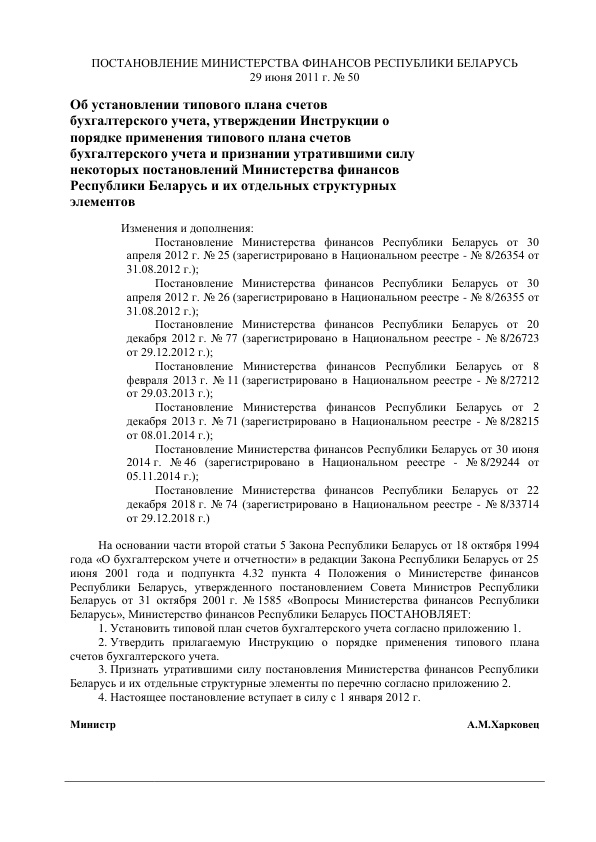 ПОСТАНОВЛЕНИЕ МИНИСТЕРСТВА ФИНАНСОВ РЕСПУБЛИКИ БЕЛАРУСЬ
29 июня 2011 г. № 50
Об установлении типового плана счетов
бухгалтерского учета, утверждении Инструкции о
порядке применения типового плана счетов
бухгалтерского учета и признании утратившими силу
некоторых постановлений Министерства финансов
Республики Беларусь и их отдельных структурных
элементов
Изменения и дополнения:
Постановление Министерства финансов Республики Беларусь от 30
апреля 2012 г. № 25 (зарегистрировано в Национальном реестре - № 8/26354 от
31.08.2012 г.);
Постановление Министерства финансов Республики Беларусь от 30
апреля 2012 г. № 26 (зарегистрировано в Национальном реестре - № 8/26355 от
31.08.2012 г.);
Постановление Министерства финансов Республики Беларусь от 20
декабря 2012 г. № 77 (зарегистрировано в Национальном реестре - № 8/26723
от 29.12.2012 г.);
Постановление Министерства финансов Республики Беларусь от 8
февраля 2013 г. № 11 (зарегистрировано в Национальном реестре - № 8/27212
от 29.03.2013 г.);
Постановление Министерства финансов Республики Беларусь от 2
декабря 2013 г. № 71 (зарегистрировано в Национальном реестре - № 8/28215
от 08.01.2014 г.);
Постановление Министерства финансов Республики Беларусь от 30 июня
2014 г. № 46 (зарегистрировано в Национальном реестре - № 8/29244 от
05.11.2014 г.);
Постановление Министерства финансов Республики Беларусь от 22
декабря 2018 г. № 74 (зарегистрировано в Национальном реестре - № 8/33714
от 29.12.2018 г.)
На основании части второй статьи 5 Закона Республики Беларусь от 18 октября 1994
года «О бухгалтерском учете и отчетности» в редакции Закона Республики Беларусь от 25
июня 2001 года и подпункта 4.32 пункта 4 Положения о Министерстве финансов
Республики Беларусь, утвержденного постановлением Совета Министров Республики
Беларусь от 31 октября 2001 г. № 1585 «Вопросы Министерства финансов Республики
Беларусь», Министерство финансов Республики Беларусь ПОСТАНОВЛЯЕТ:
1. Установить типовой план счетов бухгалтерского учета согласно приложению 1.
2. Утвердить прилагаемую Инструкцию о порядке применения типового плана
счетов бухгалтерского учета.
3. Признать утратившими силу постановления Министерства финансов Республики
Беларусь и их отдельные структурные элементы по перечню согласно приложению 2.
4. Настоящее постановление вступает в силу с 1 января 2012 г.
Министр А.М.Харковец